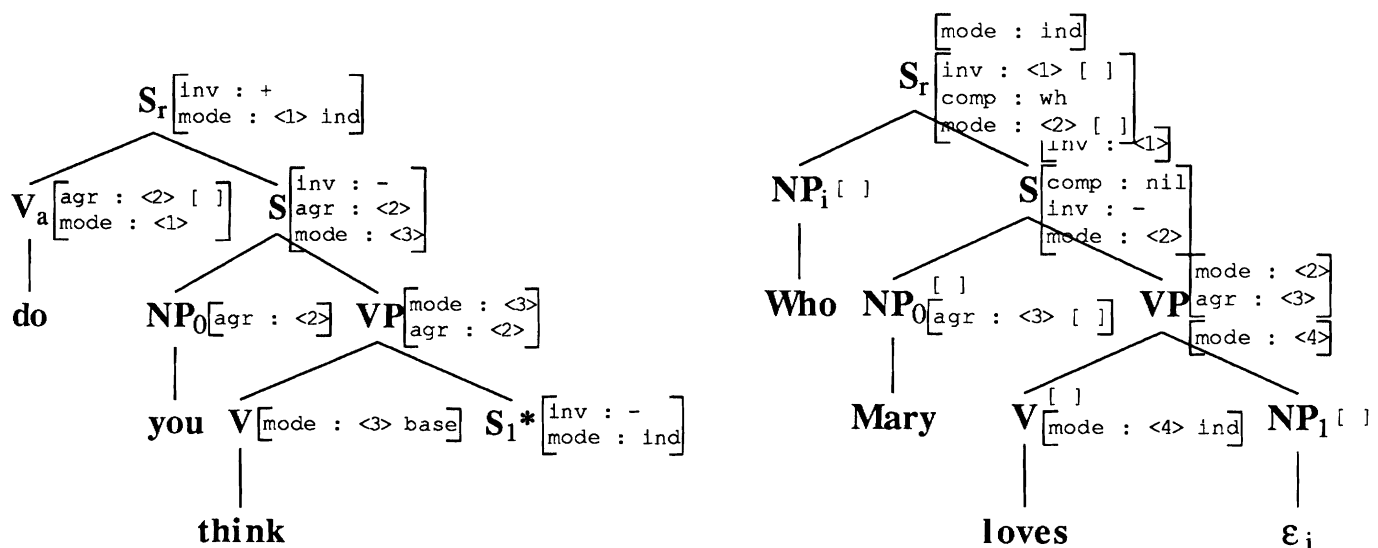 S_r [inv : +
mode : <1> ind]
V_a [agr : <2> [ ]
mode : <1>]
S [inv : -
agr : <2>
mode : <3>]
do
NP_0 [agr : <2>]
VP [mode : <3>
agr : <2>]
you
V [mode : <3> base]
S_1* [inv : -
mode : ind]
think
[mode : ind]
S_r [inv : <1> [ ]
comp : wh
mode : <2> [ ]]
[inv : <1>]
NP_i [ ]
S [comp : nil
inv : -
mode : <2>]
Who
NP_0 [ ]
[agr : <3> [ ]]
VP [mode : <2>
agr : <3>]
[mode : <4>]
Mary
V [ ]
[mode : <4> ind]
NP_1 [ ]
loves
ε_i